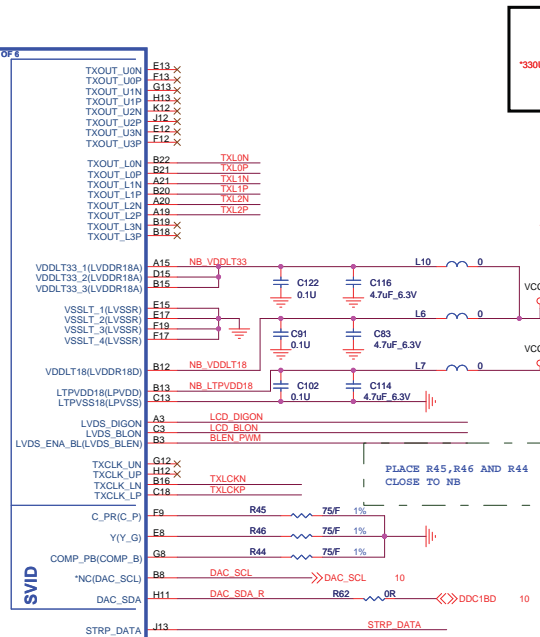 OF 6
*330U
TXOUT_U0N E13
TXOUT_U0P F13
TXOUT_U1N G13
TXOUT_U1P H13
TXOUT_U2N K12
TXOUT_U2P J12
TXOUT_U3N E12
TXOUT_U3P F12
TXOUT_L0N B22 TXL0N
TXOUT_L0P B21 TXL0P
TXOUT_L1N A21 TXL1N
TXOUT_L1P B20 TXL1P
TXOUT_L2N A20 TXL2N
TXOUT_L2P A19 TXL2P
TXOUT_L3N B19
TXOUT_L3P B18
VDDLT33_1(LVDDR18A) A15 NB_VDDLT33 L10 0
VDDLT33_2(LVDDR18A) D15
VDDLT33_3(LVDDR18A) B15
C122 C116
0.1U 4.7uF_6.3V
VCC
VSSLT_1(LVSSR) E15
VSSLT_2(LVSSR) E17
VSSLT_3(LVSSR) F19
VSSLT_4(LVSSR) F17
L6 0
C91 C83
0.1U 4.7uF_6.3V
VCC
VDDLT18(LVDDR18D) B12 NB_VDDLT18 L7 0
LTPVDD18(LPVDD) B13 NB_LTPVDD18
LTPVSS18(LPVSS) C13
C102 C114
0.1U 4.7uF_6.3V
LVDS_DIGON A3 LCD_DIGON
LVDS_BLON C3 LCD_BLON
LVDS_ENA_BL(LVDS_BLEN) B3 BLEN_PWM
TXCLK_UN G12
TXCLK_UP H12
TXCLK_LN B16 TXLCKN
TXCLK_LP C18 TXLCKP
PLACE R45,R46 AND R44
CLOSE TO NB
C_PR(C_P) F9 R45 75/F 1%
Y(Y_G) E8 R46 75/F 1%
COMP_PB(COMP_B) G8 R44 75/F 1%
*NC(DAC_SCL) B8 DAC_SCL DAC_SCL 10
DAC_SDA H11 DAC_SDA_R R62 0R DDC1BD 10
SVID
STRP_DATA J13 STRP_DATA